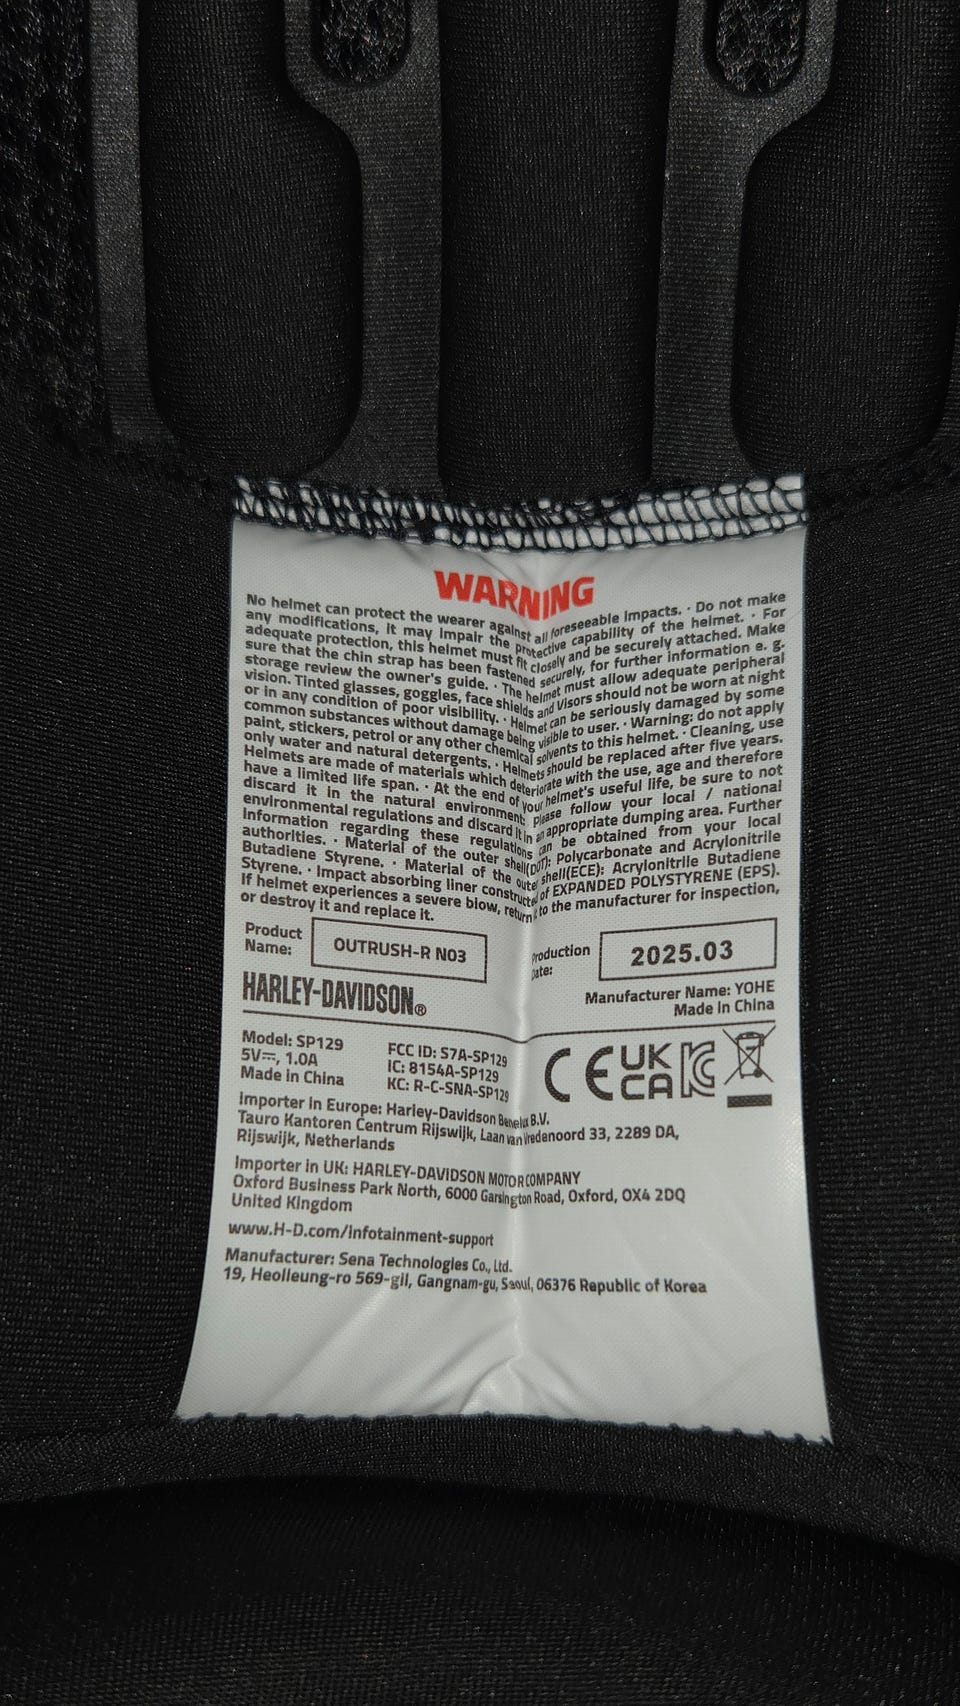 WARNING
No helmet can protect the wearer against all foreseeable impacts. · Do not make
any modifications, it may impair the protective capability of the helmet. · For
adequate protection, this helmet must fit closely and be securely attached. Make
sure that the chin strap has been fastened securely, for further information e. g.
storage review the owner's guide. · The helmet must allow adequate peripheral
vision. Tinted glasses, goggles, face shields and Visors should not be worn at night
or in any condition of poor visibility. · Helmet can be seriously damaged by some
common substances without damage being visible to user. · Warning: do not apply
paint, stickers, petrol or any other chemical solvents to this helmet. · Cleaning, use
only water and natural detergents. · Helmets should be replaced after five years.
Helmets are made of materials which deteriorate with the use, age and therefore
have a limited life span. · At the end of your helmet's useful life, be sure to not
discard it in the natural environment: Please follow your local / national
environmental regulations and discard it in an appropriate dumping area. Further
Information regarding these regulations can be obtained from your local
authorities. · Material of the outer shell(DOT): Polycarbonate and Acrylonitrile
Butadiene Styrene. · Material of the outer shell(ECE): Acrylonitrile Butadiene
Styrene. · Impact absorbing liner constructed of EXPANDED POLYSTYRENE (EPS).
If helmet experiences a severe blow, return it to the manufacturer for inspection,
or destroy it and replace it.
Product Name: OUTRUSH-R N03
Production Date: 2025.03
HARLEY-DAVIDSON®
Manufacturer Name: YOHE
Made in China
Model: SP129
5V⎓, 1.0A
Made in China
FCC ID: S7A-SP129
IC: 8154A-SP129
KC: R-C-SNA-SP129
CE UK CA KC
Importer in Europe: Harley-Davidson Benelux B.V.
Tauro Kantoren Centrum Rijswijk, Laan van Vredenoord 33, 2289 DA,
Rijswijk, Netherlands
Importer in UK: HARLEY-DAVIDSON MOTOR COMPANY
Oxford Business Park North, 6000 Garsington Road, Oxford, OX4 2DQ
United Kingdom
www.H-D.com/infotainment-support
Manufacturer: Sena Technologies Co., Ltd.
19, Heolleung-ro 569-gil, Gangnam-gu, Seoul, 06376 Republic of Korea